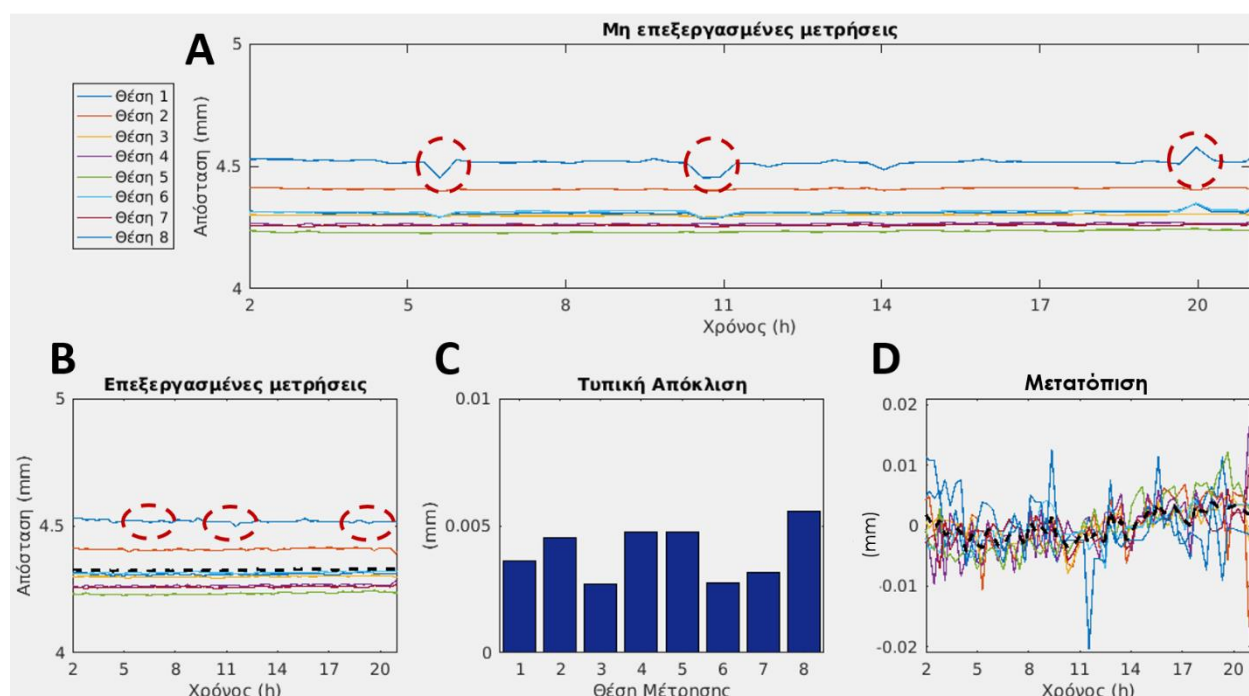 A
Μη επεξεργασμένες μετρήσεις
Θέση 1
Θέση 2
Θέση 3
Θέση 4
Θέση 5
Θέση 6
Θέση 7
Θέση 8
Απόσταση (mm)
5
4.5
4
2 5 8 11 14 17 20
Χρόνος (h)
B
Επεξεργασμένες μετρήσεις
Απόσταση (mm)
5
4.5
4
2 5 8 11 14 17 20
Χρόνος (h)
C
Τυπική Απόκλιση
(mm)
0.01
0.005
0
1 2 3 4 5 6 7 8
Θέση Μέτρησης
D
Μετατόπιση
(mm)
0.02
0.01
0
-0.01
-0.02
2 5 8 11 14 17 20
Χρόνος (h)